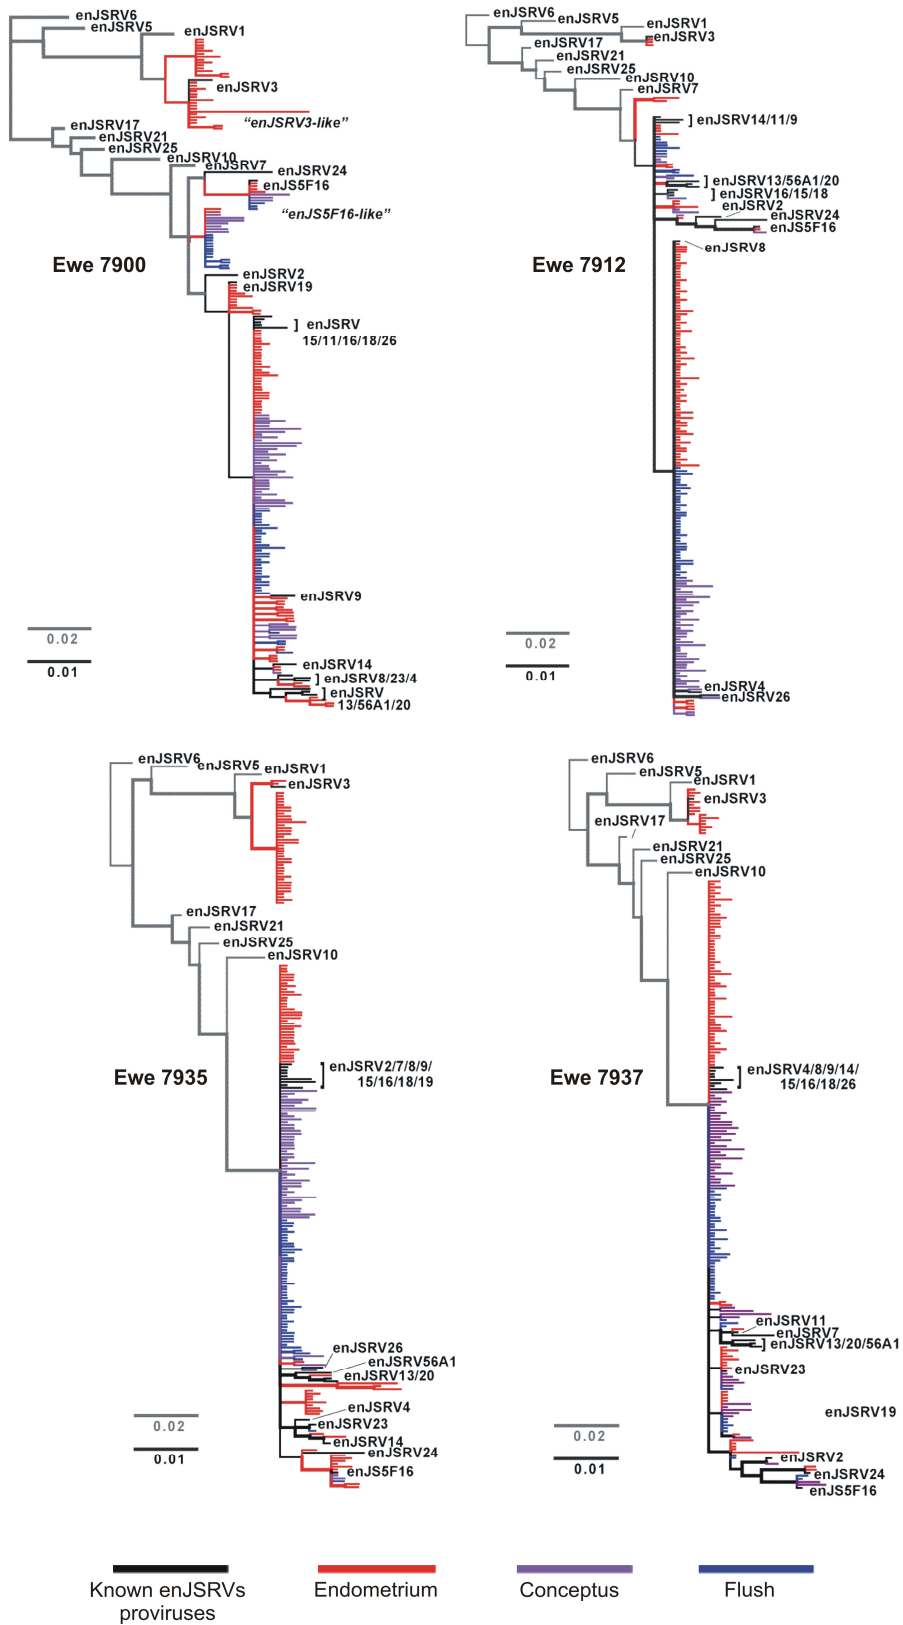 enJSRV6
enJSRV5
enJSRV1
enJSRV3
"enJSRV3-like"
enJSRV17
enJSRV21
enJSRV25
enJSRV10
enJSRV7
enJSRV24
enJS5F16
"enJS5F16-like"
Ewe 7900
enJSRV2
enJSRV19
] enJSRV
15/11/16/18/26
enJSRV9
0.02
0.01
enJSRV14
] enJSRV8/23/4
] enJSRV
13/56A1/20
enJSRV6
enJSRV5
enJSRV1
enJSRV3
enJSRV17
enJSRV21
enJSRV25
enJSRV10
enJSRV7
] enJSRV14/11/9
] enJSRV13/56A1/20
] enJSRV16/15/18
enJSRV2
enJSRV24
enJS5F16
enJSRV8
Ewe 7912
0.02
0.01
enJSRV4
enJSRV26
enJSRV6
enJSRV5
enJSRV1
enJSRV3
enJSRV17
enJSRV21
enJSRV25
enJSRV10
Ewe 7935
enJSRV2/7/8/9/
15/16/18/19
enJSRV26
enJSRV56A1
enJSRV13/20
enJSRV4
enJSRV23
enJSRV14
enJSRV24
enJS5F16
0.02
0.01
enJSRV6
enJSRV5
enJSRV1
enJSRV3
enJSRV17
enJSRV21
enJSRV25
enJSRV10
Ewe 7937
enJSRV4/8/9/14/
15/16/18/26
enJSRV11
enJSRV7
]enJSRV13/20/56A1
enJSRV23
enJSRV19
enJSRV2
enJSRV24
enJS5F16
0.02
0.01
Known enJSRVs
proviruses
Endometrium
Conceptus
Flush